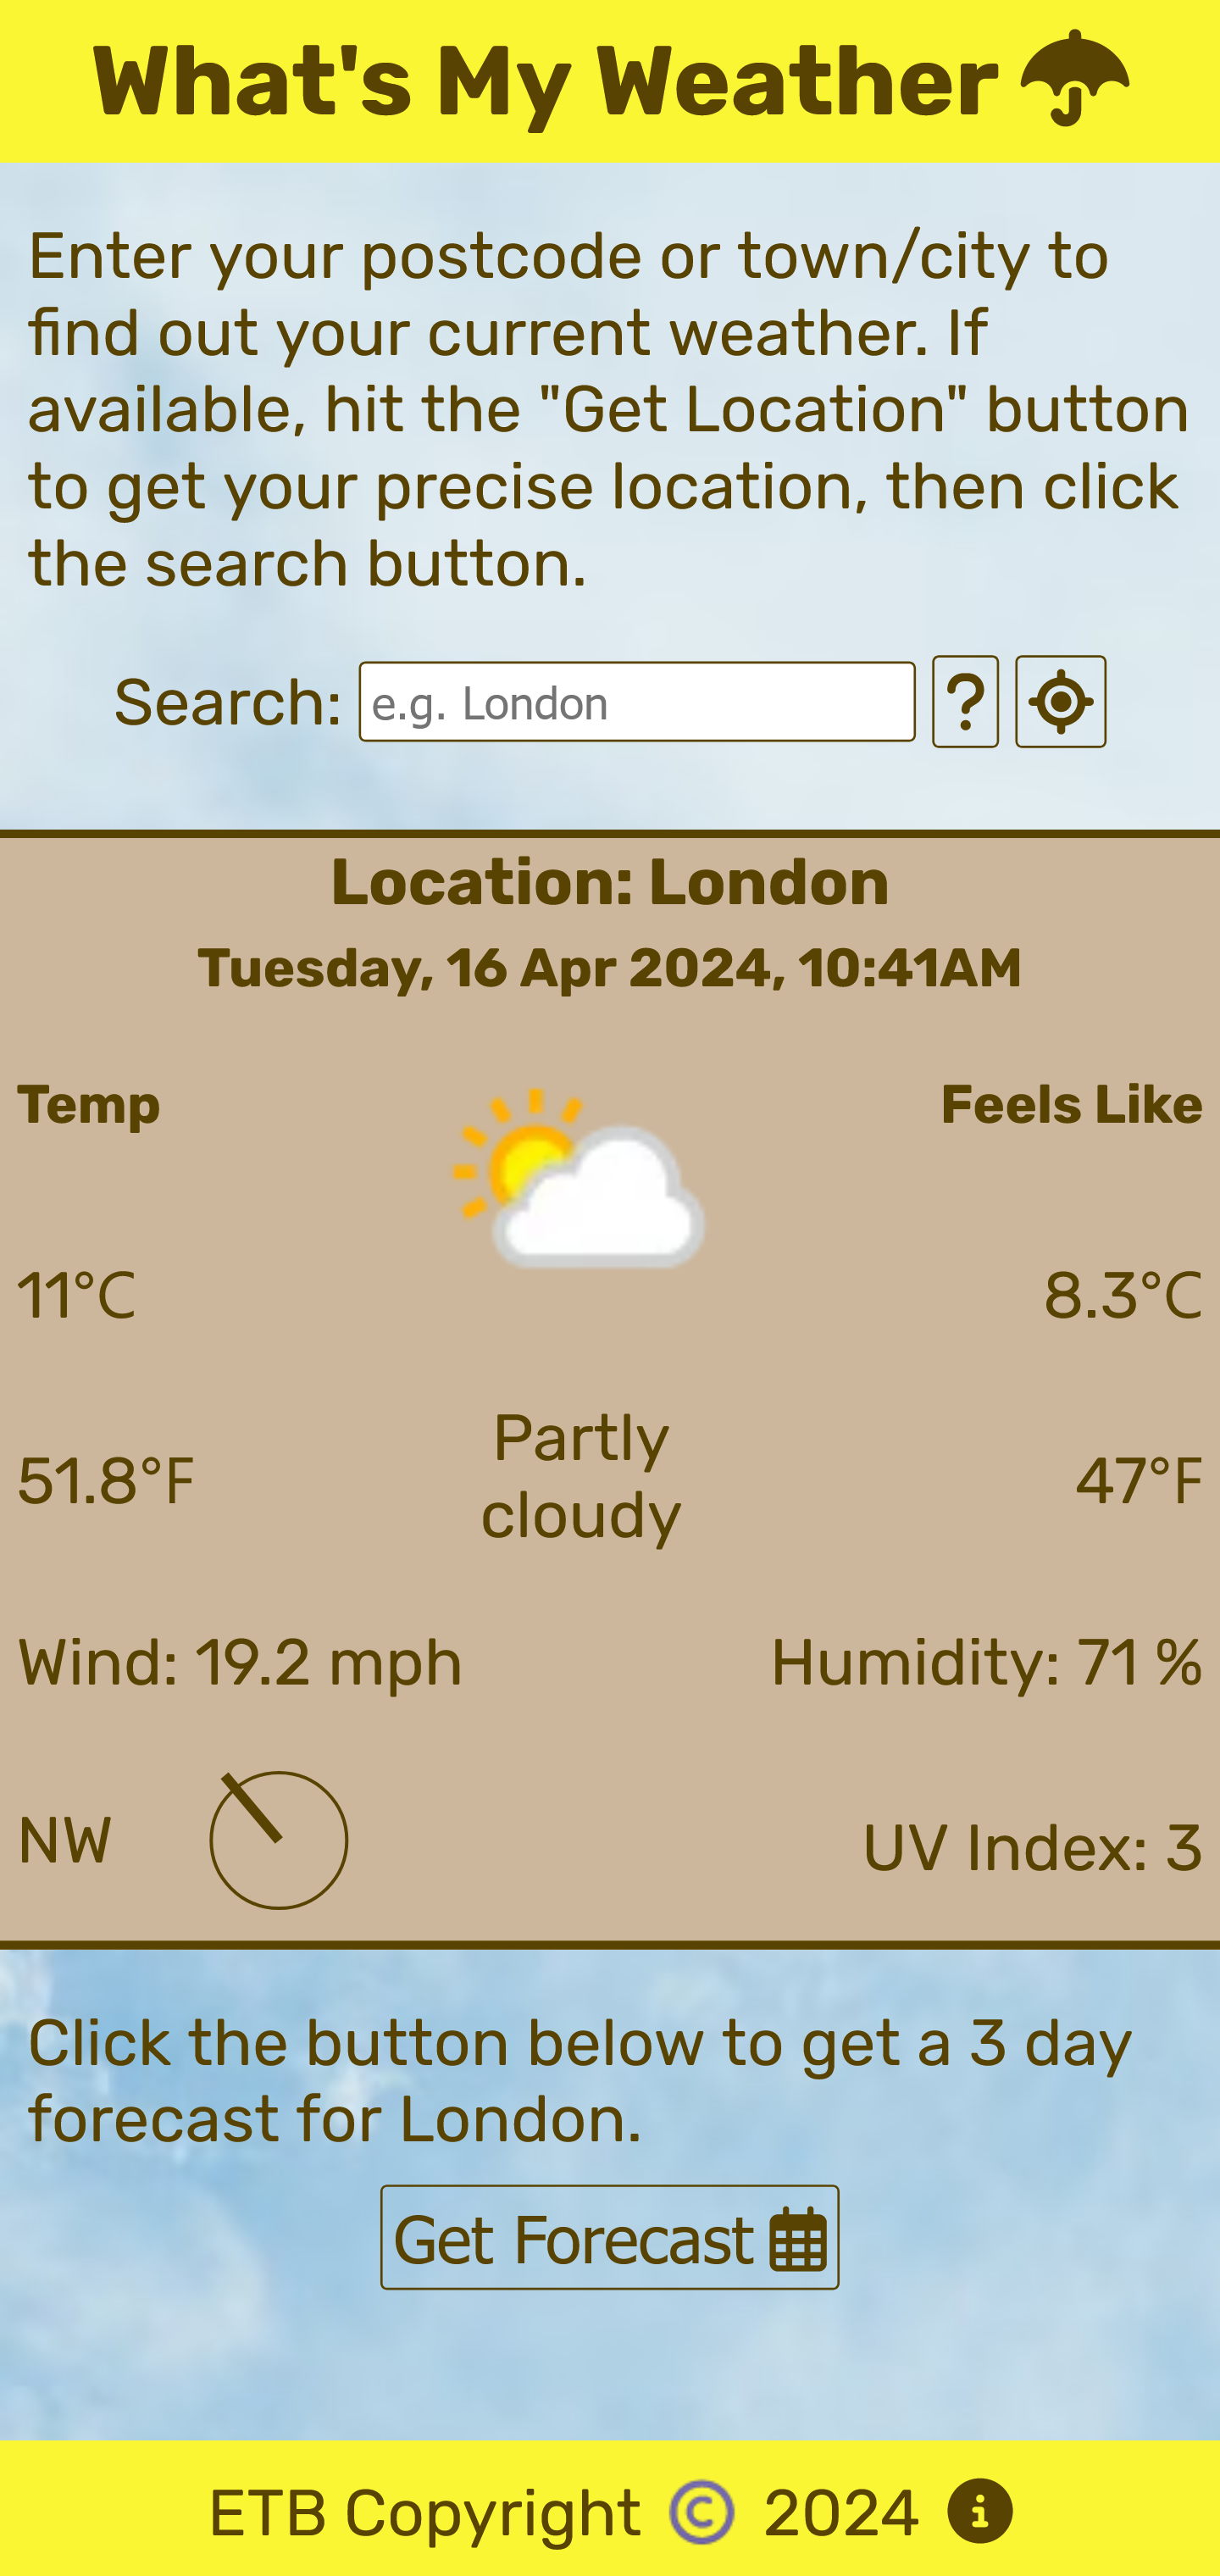 What's My Weather
Enter your postcode or town/city to
find out your current weather. If
available, hit the "Get Location" button
to get your precise location, then click
the search button.
Search: e.g. London ?
Location: London
Tuesday, 16 Apr 2024, 10:41AM
Temp Feels Like
11°C 8.3°C
Partly
51.8°F 47°F
cloudy
Wind: 19.2 mph Humidity: 71 %
NW UV Index: 3
Click the button below to get a 3 day
forecast for London.
Get Forecast
ETB Copyright © 2024